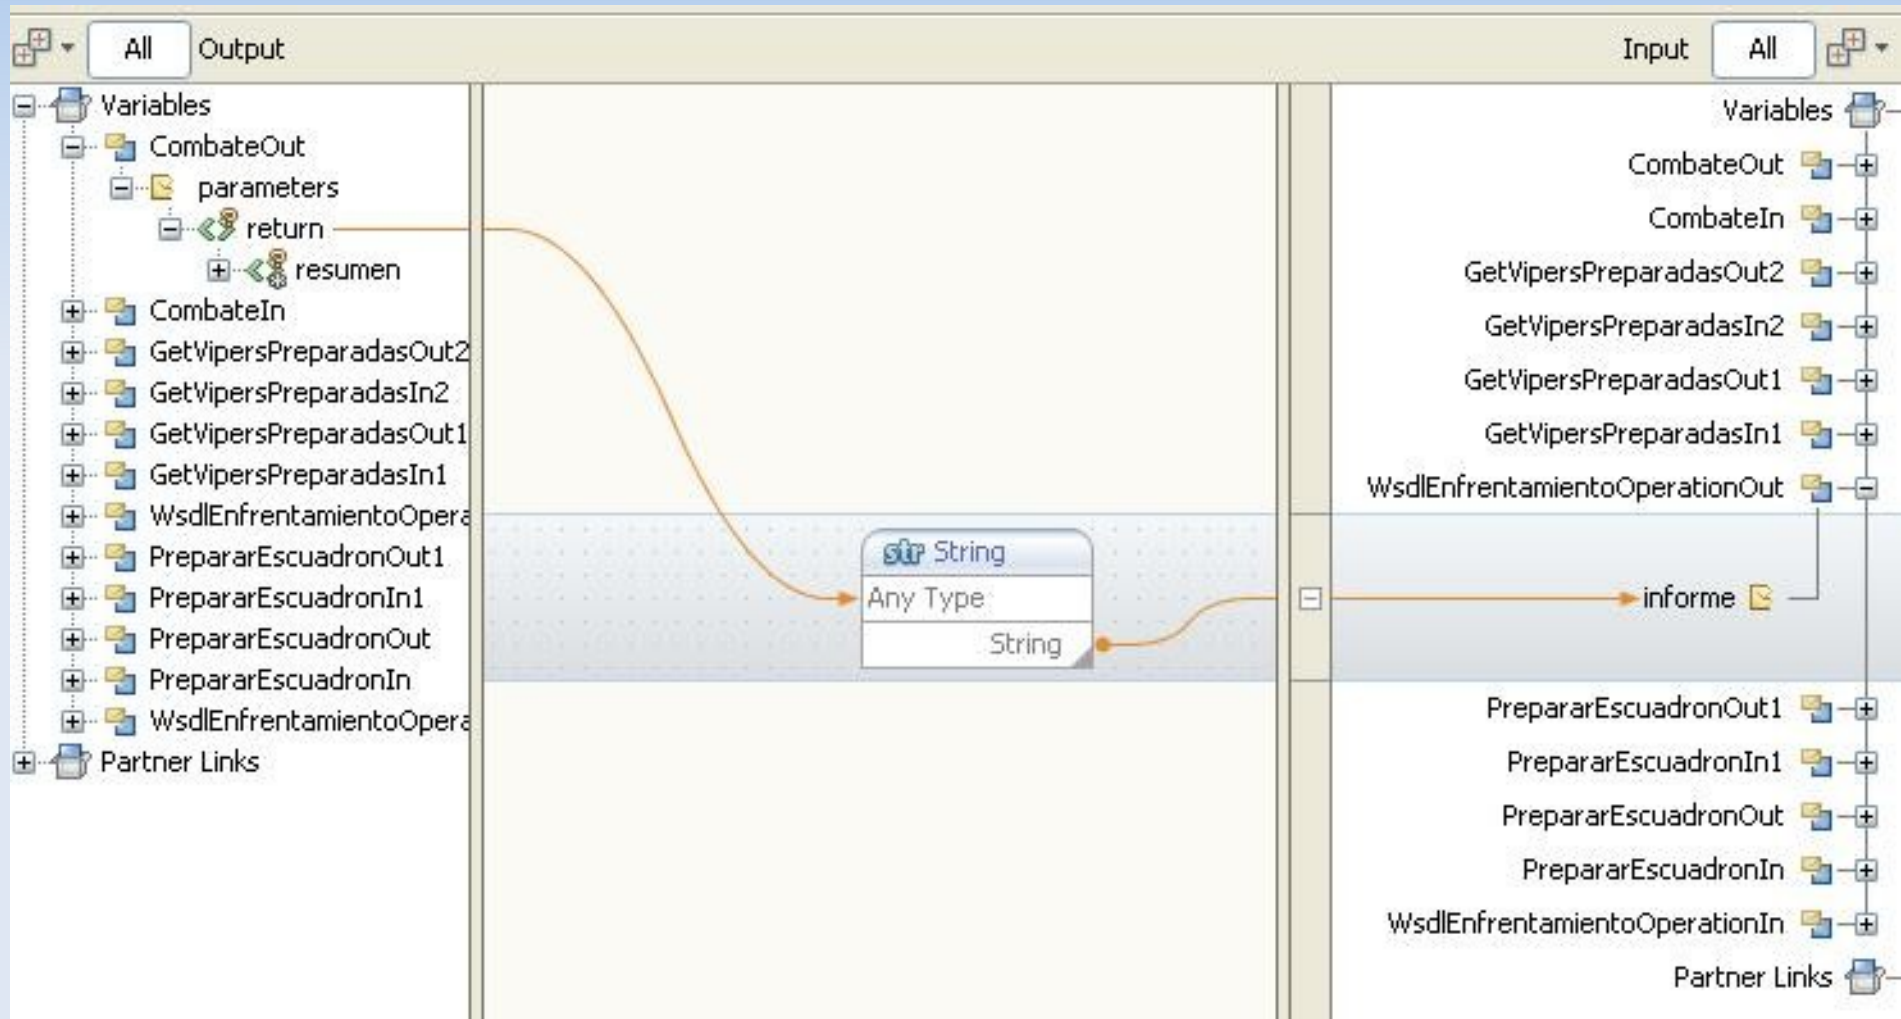 All Output
Input All
Variables
CombateOut
parameters
return
resumen
CombateIn
GetVipersPreparadasOut2
GetVipersPreparadasIn2
GetVipersPreparadasOut1
GetVipersPreparadasIn1
WsdlEnfrentamientoOpera
PrepararEscuadronOut1
PrepararEscuadronIn1
PrepararEscuadronOut
PrepararEscuadronIn
WsdlEnfrentamientoOpera
Partner Links
str String
Any Type
String
Variables
CombateOut
CombateIn
GetVipersPreparadasOut2
GetVipersPreparadasIn2
GetVipersPreparadasOut1
GetVipersPreparadasIn1
WsdlEnfrentamientoOperationOut
informe
PrepararEscuadronOut1
PrepararEscuadronIn1
PrepararEscuadronOut
PrepararEscuadronIn
WsdlEnfrentamientoOperationIn
Partner Links